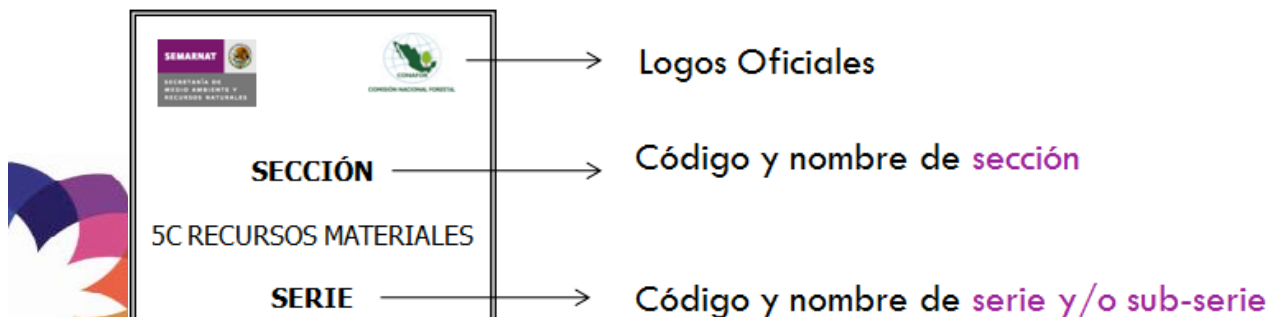 SEMARNAT
SECRETARÍA DE
MEDIO AMBIENTE Y
RECURSOS NATURALES
CONAFOR
COMISIÓN NACIONAL FORESTAL
Logos Oficiales
SECCIÓN
Código y nombre de sección
5C RECURSOS MATERIALES
SERIE
Código y nombre de serie y/o sub-serie